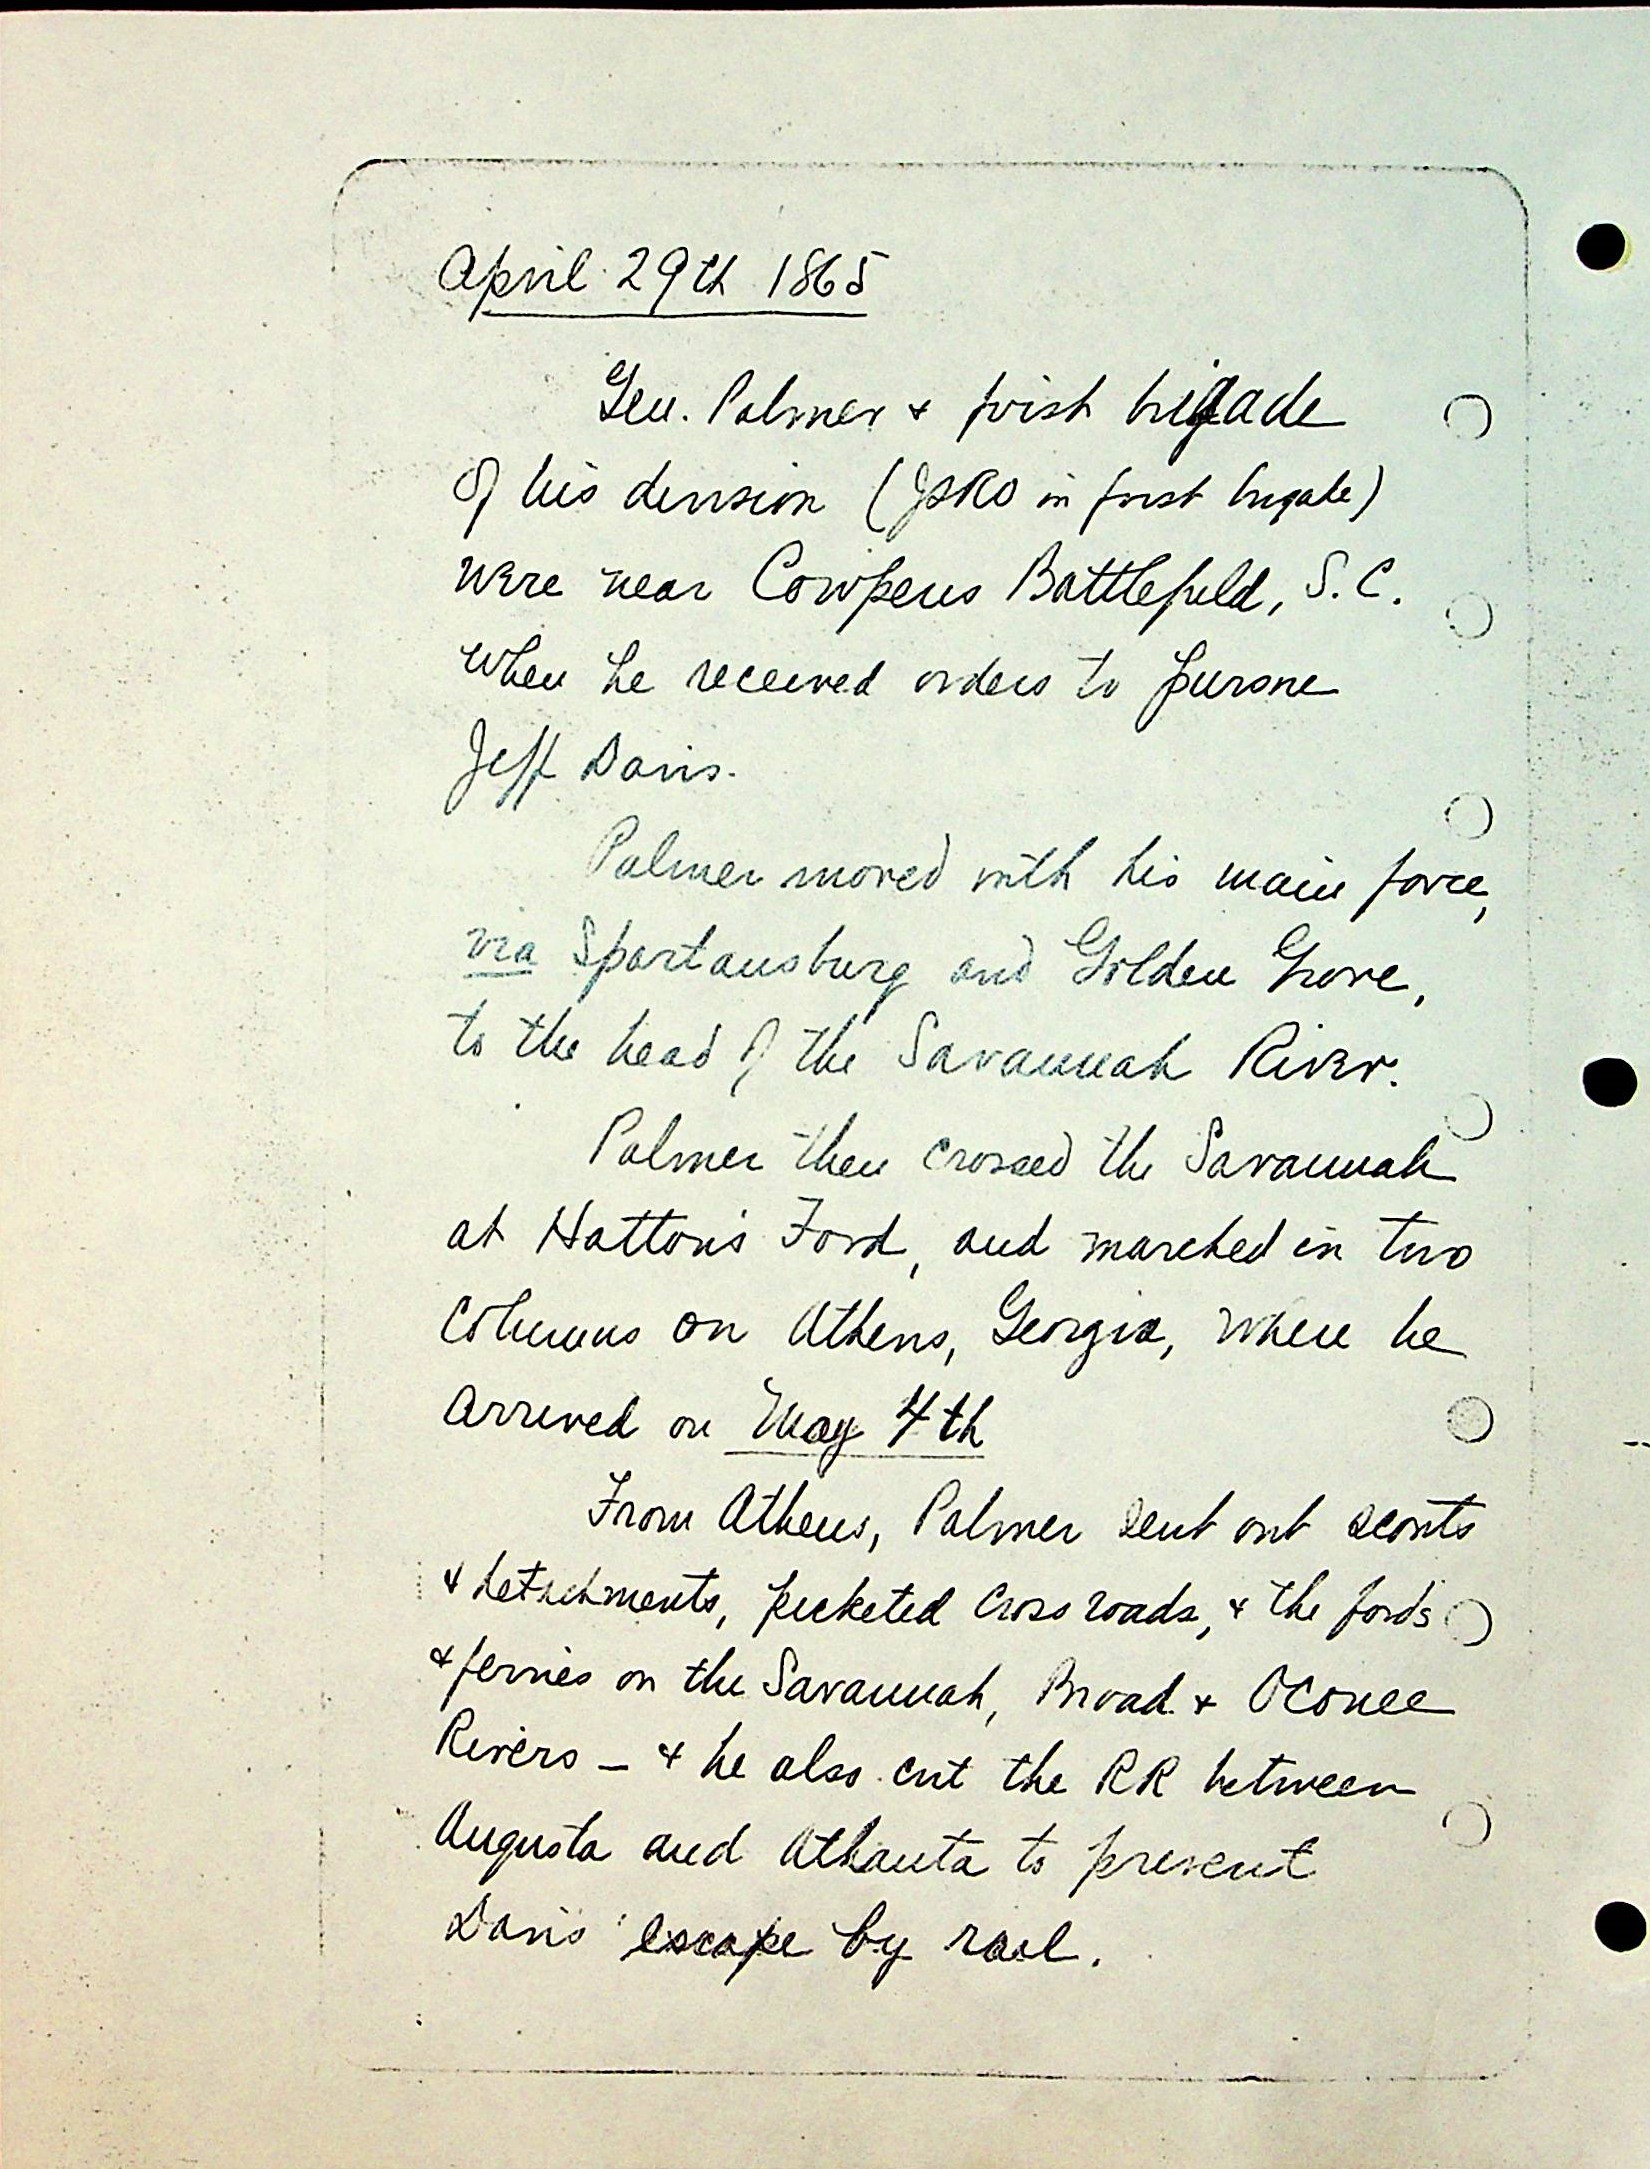 April 29th 1865
Gen. Palmer & first brigade
of his division (JSRO in first brigade)
were near Cowpens Battlefield, S.C.
when he received orders to pursue
Jeff Davis.
Palmer moved with his main force,
via Spartansburg and Golden Grove,
to the head of the Savannah River.
Palmer then crossed the Savannah
at Hatton's Ford, and marched in two
columns on Athens, Georgia, where he
arrived on May 4th
From Athens, Palmer sent out scouts
& detachments, picketed cross roads, & the fords
& ferries on the Savannah, Broad & Oconee
Rivers - & he also cut the RR between
Augusta and Atlanta to prevent
Davis' escape by rail.